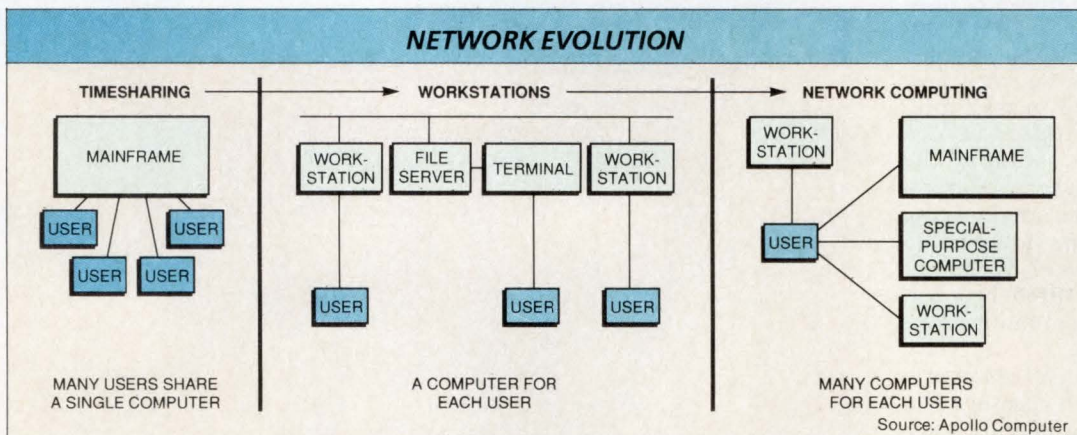 NETWORK EVOLUTION
TIMESHARING
MAINFRAME
USER
USER
USER
USER
MANY USERS SHARE
A SINGLE COMPUTER
WORKSTATIONS
WORK-
STATION
FILE
SERVER
TERMINAL
WORK-
STATION
USER
USER
USER
A COMPUTER FOR
EACH USER
NETWORK COMPUTING
WORK-
STATION
MAINFRAME
USER
SPECIAL-
PURPOSE
COMPUTER
WORK-
STATION
MANY COMPUTERS
FOR EACH USER
Source: Apollo Computer